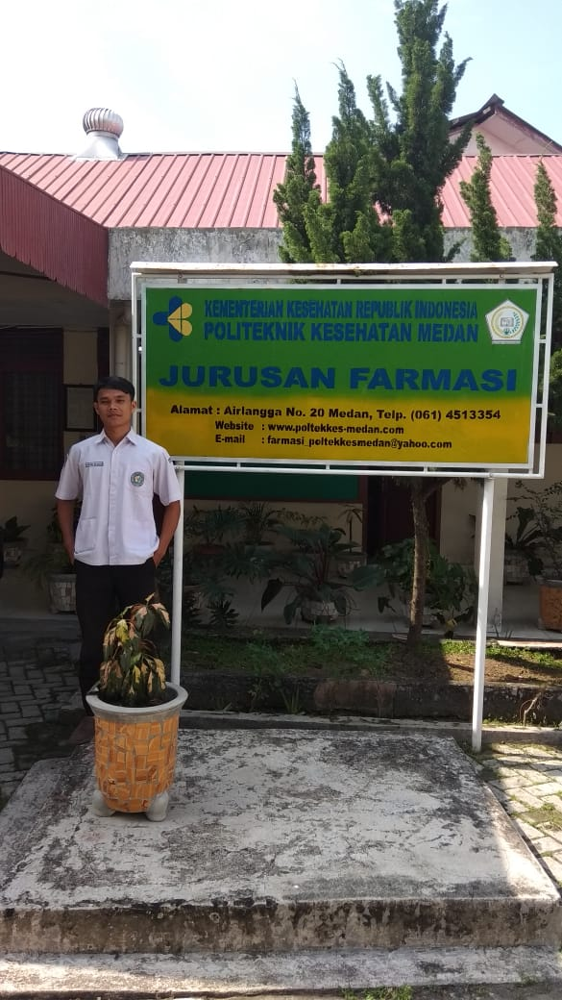 KEMENTERIAN KESEHATAN REPUBLIK INDONESIA
POLITEKNIK KESEHATAN MEDAN
JURUSAN FARMASI
Alamat : Airlangga No. 20 Medan, Telp. (061) 4513354
Website : www.poltekkes-medan.com
E-mail : farmasi_poltekkesmedan@yahoo.com